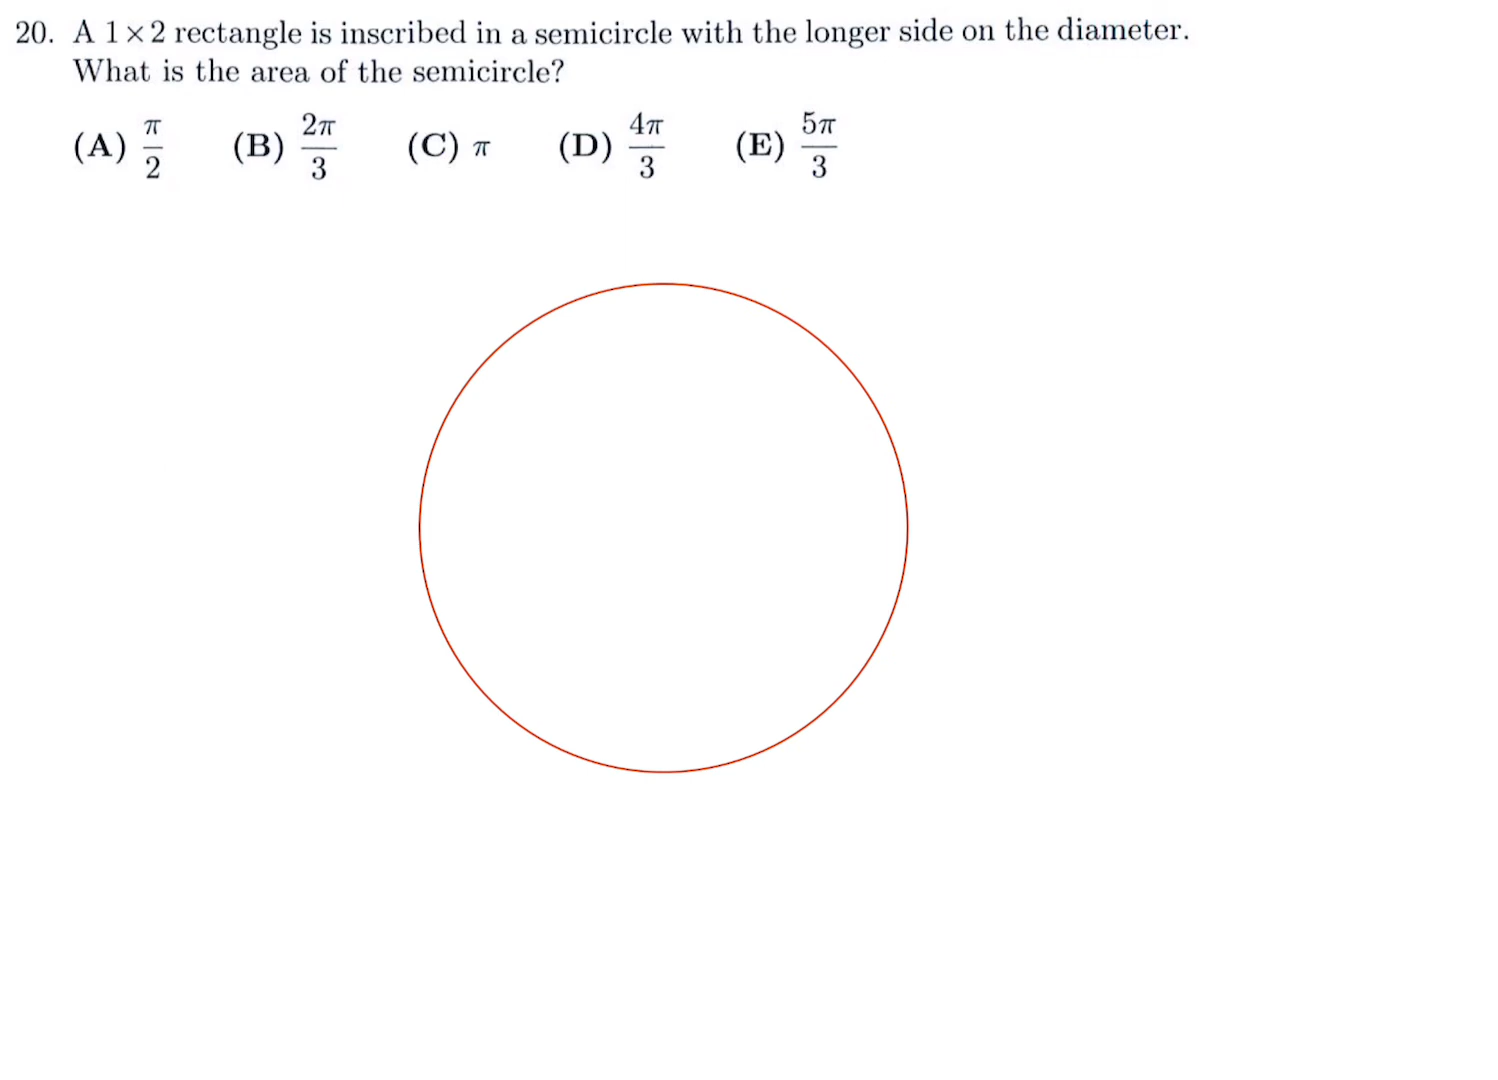 20. A 1 × 2 rectangle is inscribed in a semicircle with the longer side on the diameter.
What is the area of the semicircle?
(A) π/2 (B) 2π/3 (C) π (D) 4π/3 (E) 5π/3